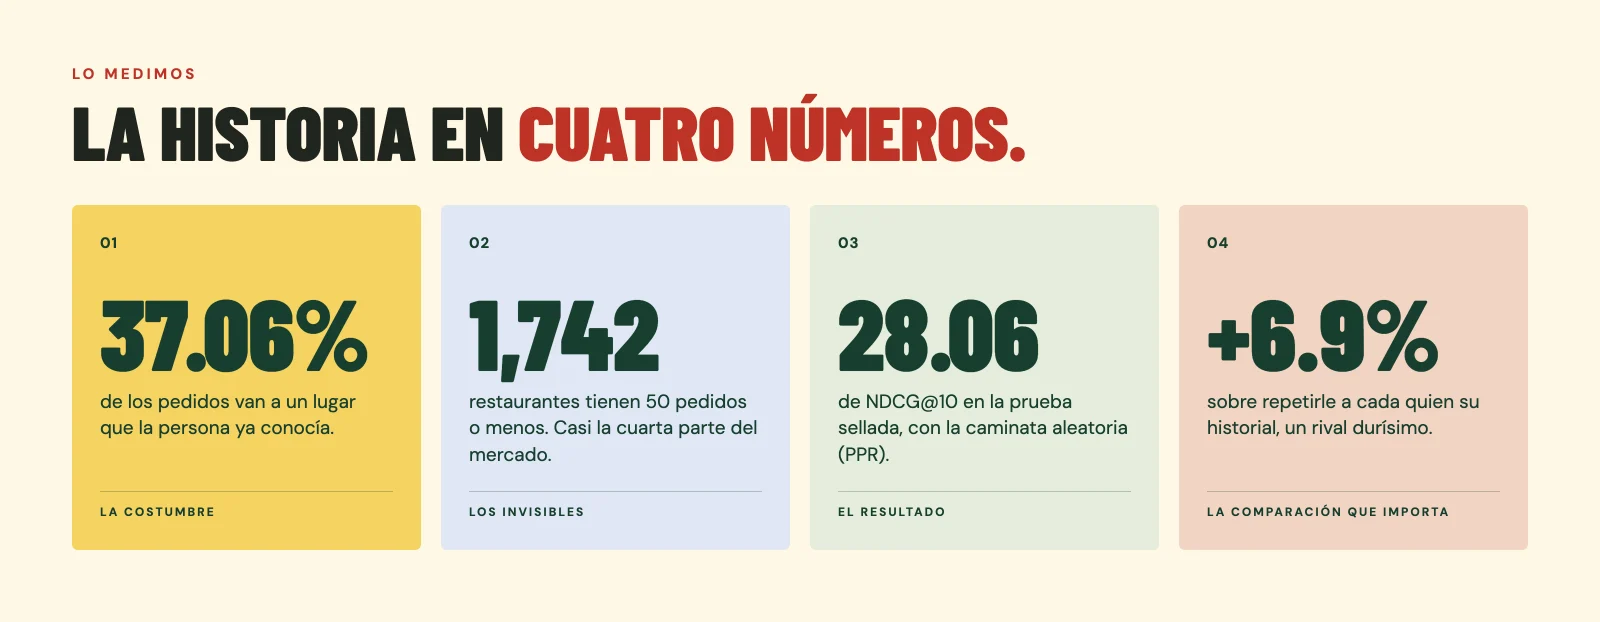 LO MEDIMOS
LA HISTORIA EN CUATRO NÚMEROS.
01
37.06%
de los pedidos van a un lugar
que la persona ya conocía.
LA COSTUMBRE
02
1,742
restaurantes tienen 50 pedidos
o menos. Casi la cuarta parte del
mercado.
LOS INVISIBLES
03
28.06
de NDCG@10 en la prueba
sellada, con la caminata aleatoria
(PPR).
EL RESULTADO
04
+6.9%
sobre repetirle a cada quien su
historial, un rival durísimo.
LA COMPARACIÓN QUE IMPORTA